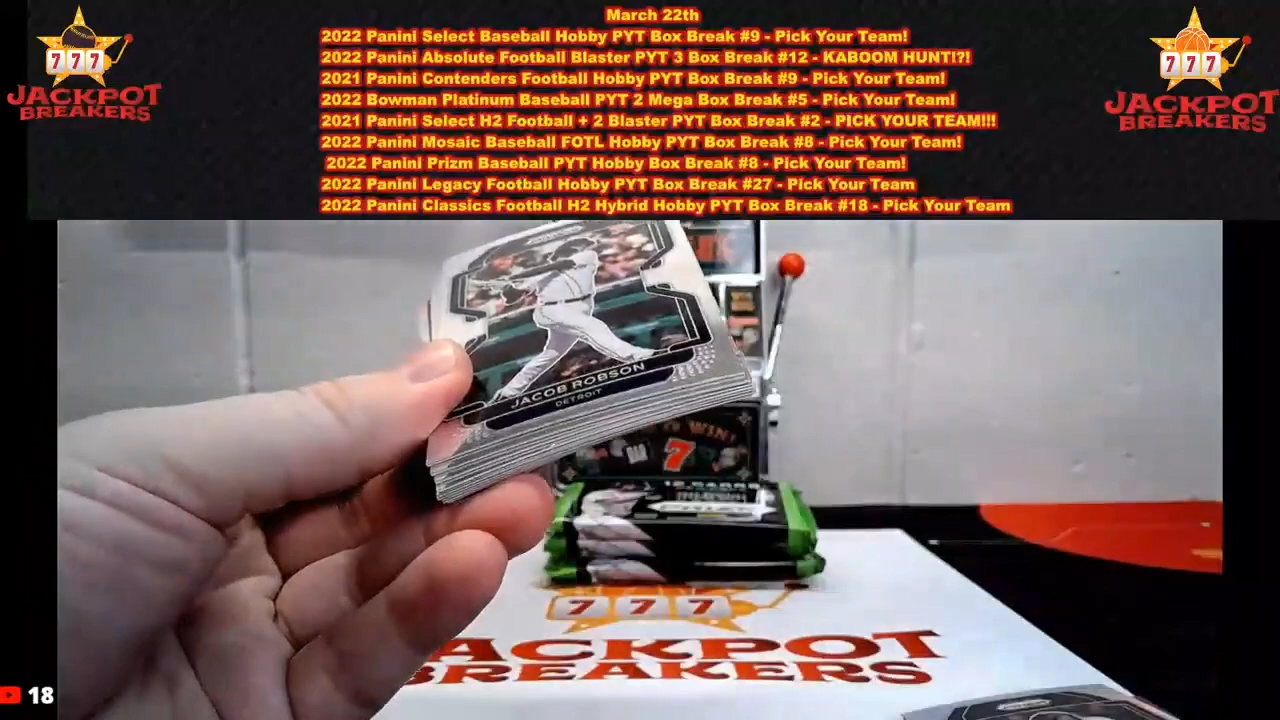 March 22th
2022 Panini Select Baseball Hobby PYT Box Break #9 - Pick Your Team!
2022 Panini Absolute Football Blaster PYT 3 Box Break #12 - KABOOM HUNT!?!
2021 Panini Contenders Football Hobby PYT Box Break #9 - Pick Your Team!
2022 Bowman Platinum Baseball PYT 2 Mega Box Break #5 - Pick Your Team!
2021 Panini Select H2 Football + 2 Blaster PYT Box Break #2 - PICK YOUR TEAM!!!
2022 Panini Mosaic Baseball FOTL Hobby PYT Box Break #8 - Pick Your Team!
2022 Panini Prizm Baseball PYT Hobby Box Break #8 - Pick Your Team!
2022 Panini Legacy Football Hobby PYT Box Break #27 - Pick Your Team
2022 Panini Classics Football H2 Hybrid Hobby PYT Box Break #18 - Pick Your Team
777
JACKPOT
BREAKERS
777
JACKPOT
BREAKERS
JACOB ROBSON
DETROIT
WIN!
7
777
JACKPOT
BREAKERS
18